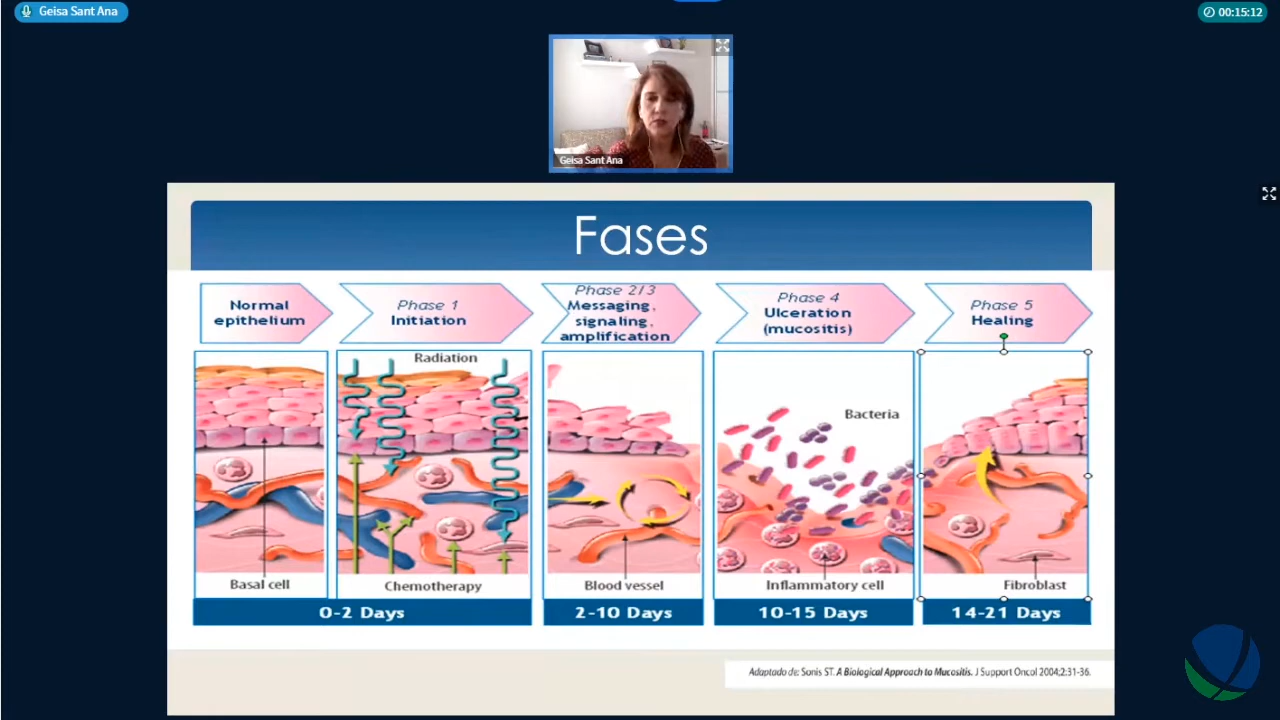 Geisa Sant Ana
00:15:12
Geisa Sant Ana
Fases
Normal
epithelium
Phase 1
Initiation
Phase 2/3
Messaging,
signaling,
amplification
Phase 4
Ulceration
(mucositis)
Phase 5
Healing
Radiation
Bacteria
Basal cell
Chemotherapy
Blood vessel
Inflammatory cell
Fibroblast
0-2 Days
2-10 Days
10-15 Days
14-21 Days
Adaptado de: Sonis ST. A Biological Approach to Mucositis. J Support Oncol 2004;2:31-36.